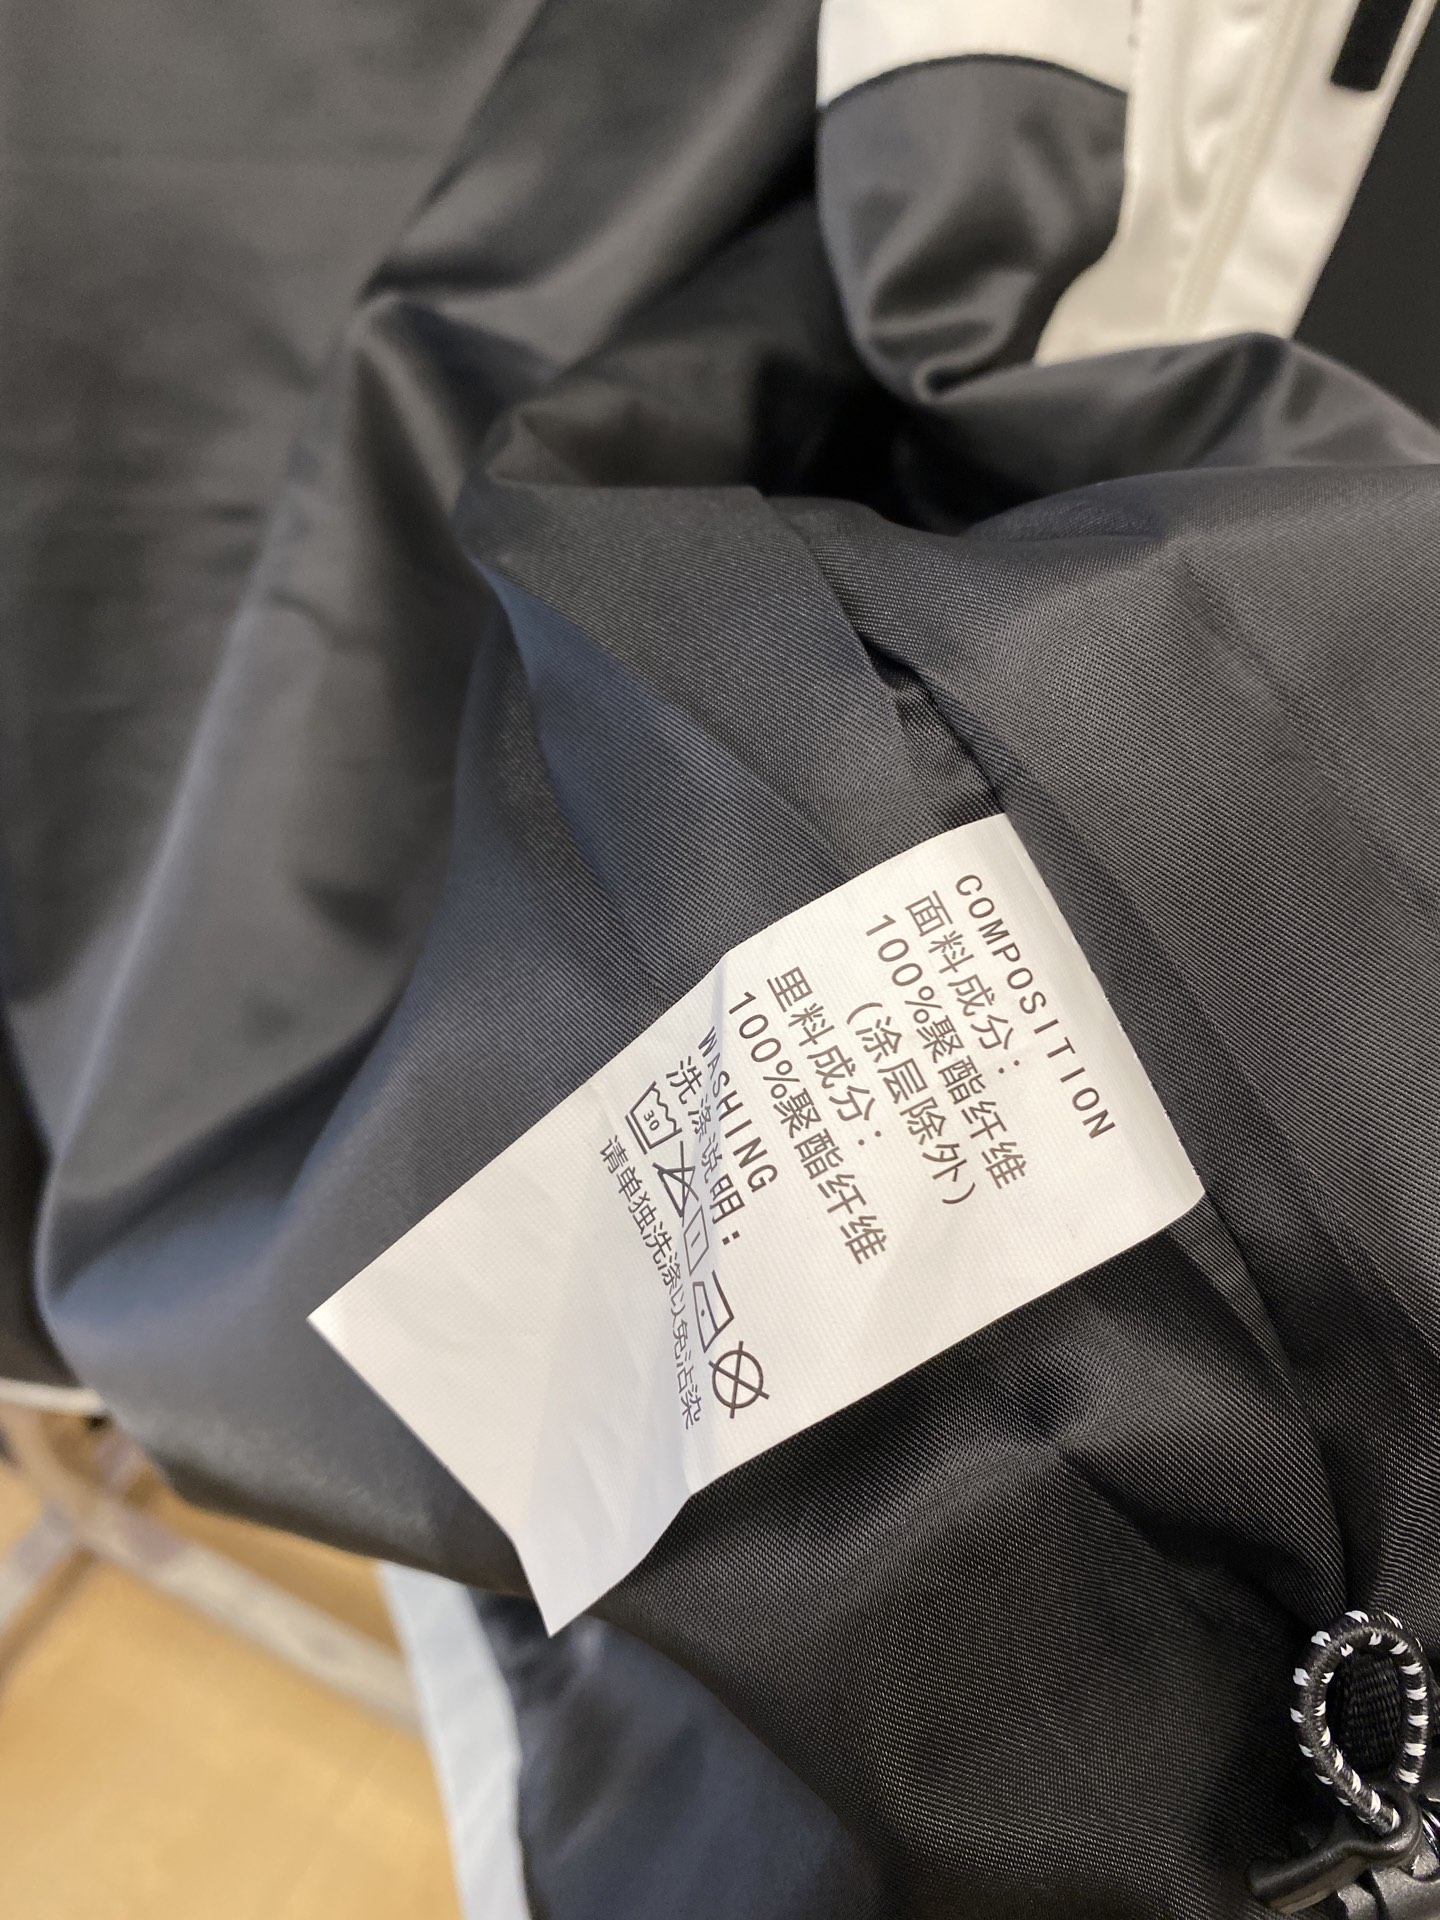 COMPOSITION
面料成分：
100%聚酯纤维
（涂层除外）
里料成分：
100%聚酯纤维
WASHING
洗涤说明：
30
请单独洗涤以免沾染